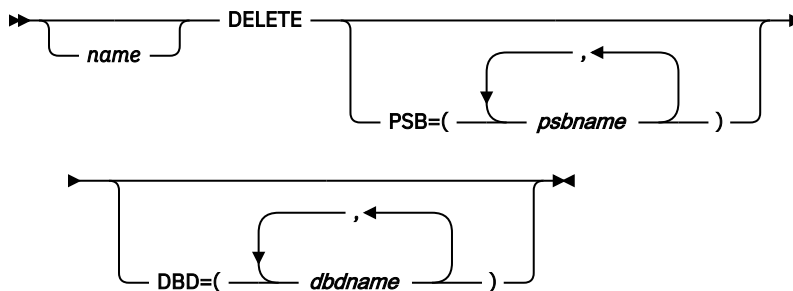 DELETE
name
,
PSB=( psbname )
,
DBD=( dbdname )